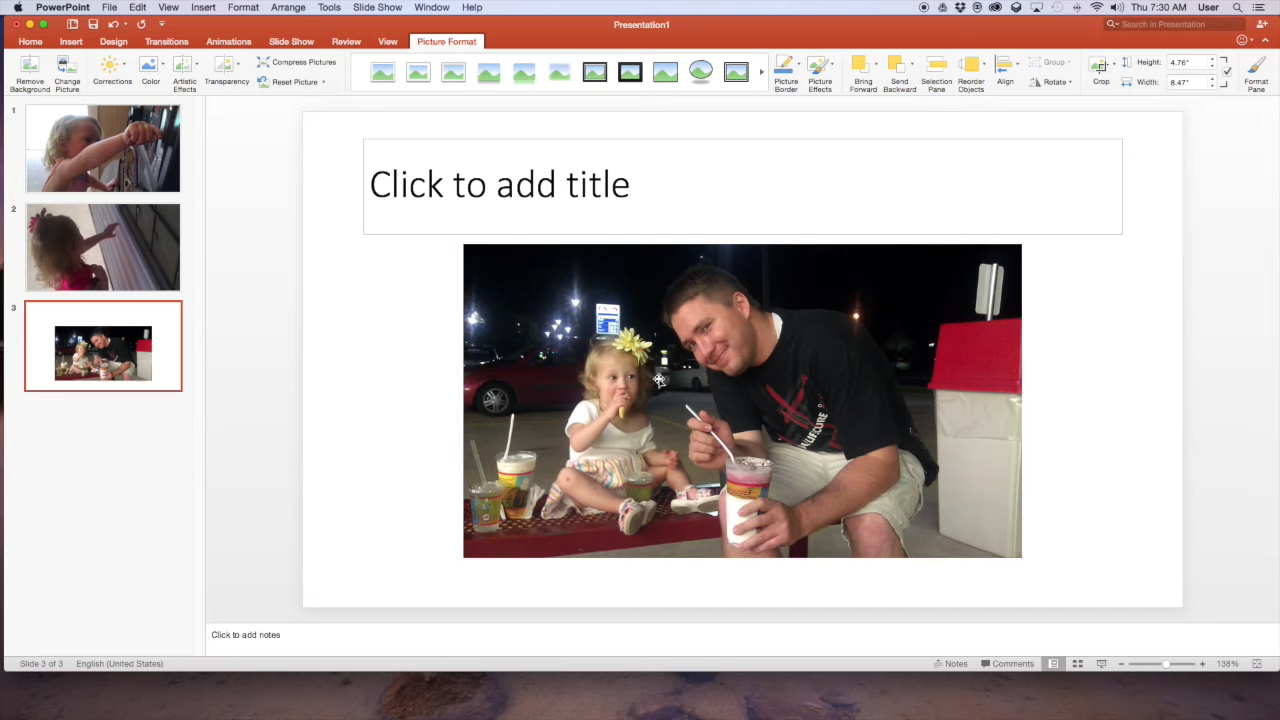 PowerPoint File Edit View Insert Format Arrange Tools Slide Show Window Help Thu 7:30 AM User
Presentation1 Search in Presentation
Home Insert Design Transitions Animations Slide Show Review View Picture Format
Remove Background Change Picture Corrections Color Artistic Effects Transparency Compress Pictures Reset Picture Picture Border Picture Effects Bring Forward Send Backward Selection Pane Reorder Objects Align Group Rotate Crop Height: 4.76" Width: 8.47" Format Pane
1
2
3
Click to add title
Click to add notes
Slide 3 of 3 English (United States) Notes Comments 138%